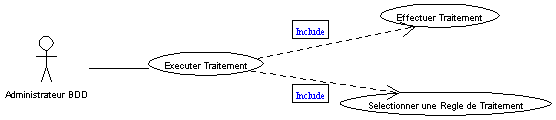 Effectuer Traitement
Include
Executer Traitement
Administrateur BDD
Include
Selectionner une Regle de Traitement